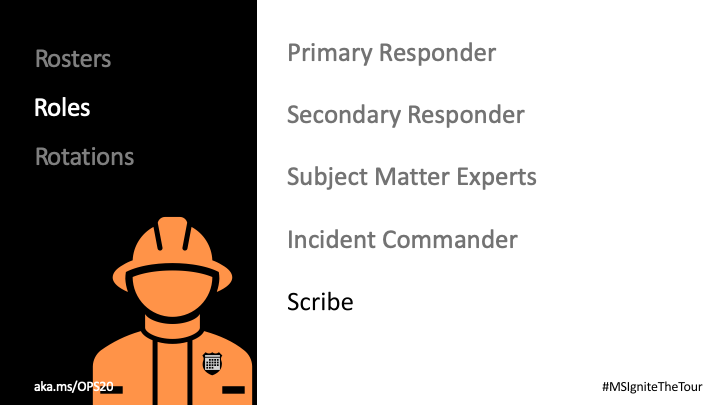 Rosters
Roles
Rotations
Primary Responder
Secondary Responder
Subject Matter Experts
Incident Commander
Scribe
aka.ms/OPS20
#MSIgniteTheTour